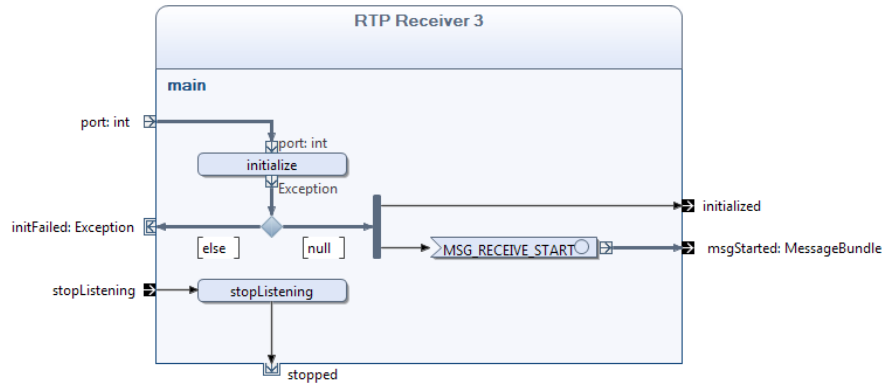 RTP Receiver 3
main
port: int
port: int
initialize
Exception
initialized
initFailed: Exception
[else ]
[null ]
MSG_RECEIVE_START
msgStarted: MessageBundle
stopListening
stopListening
stopped